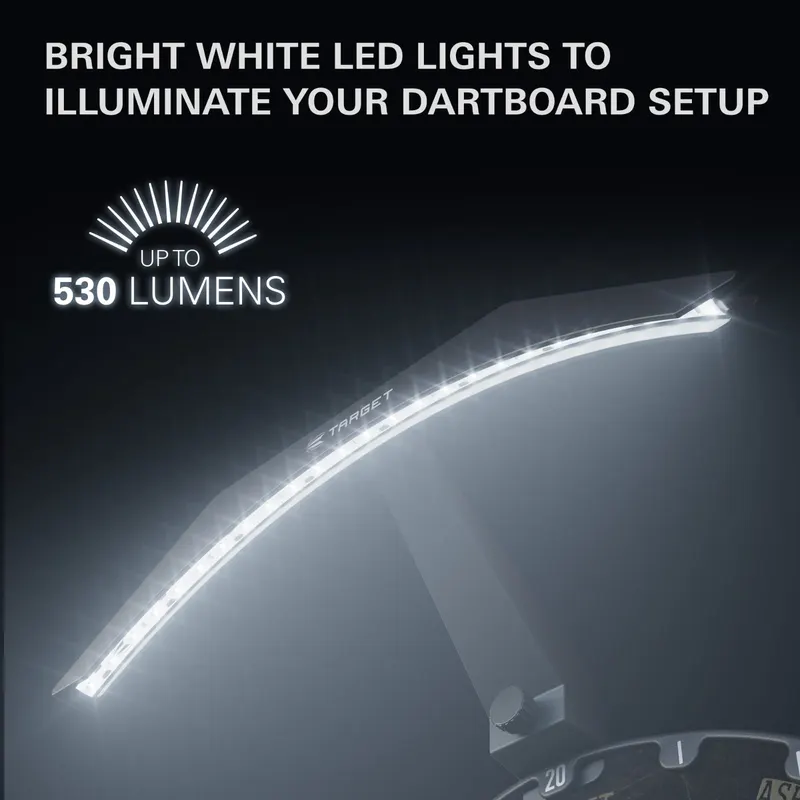 BRIGHT WHITE LED LIGHTS TO
ILLUMINATE YOUR DARTBOARD SETUP
UP TO
530 LUMENS
TARGET
20
1